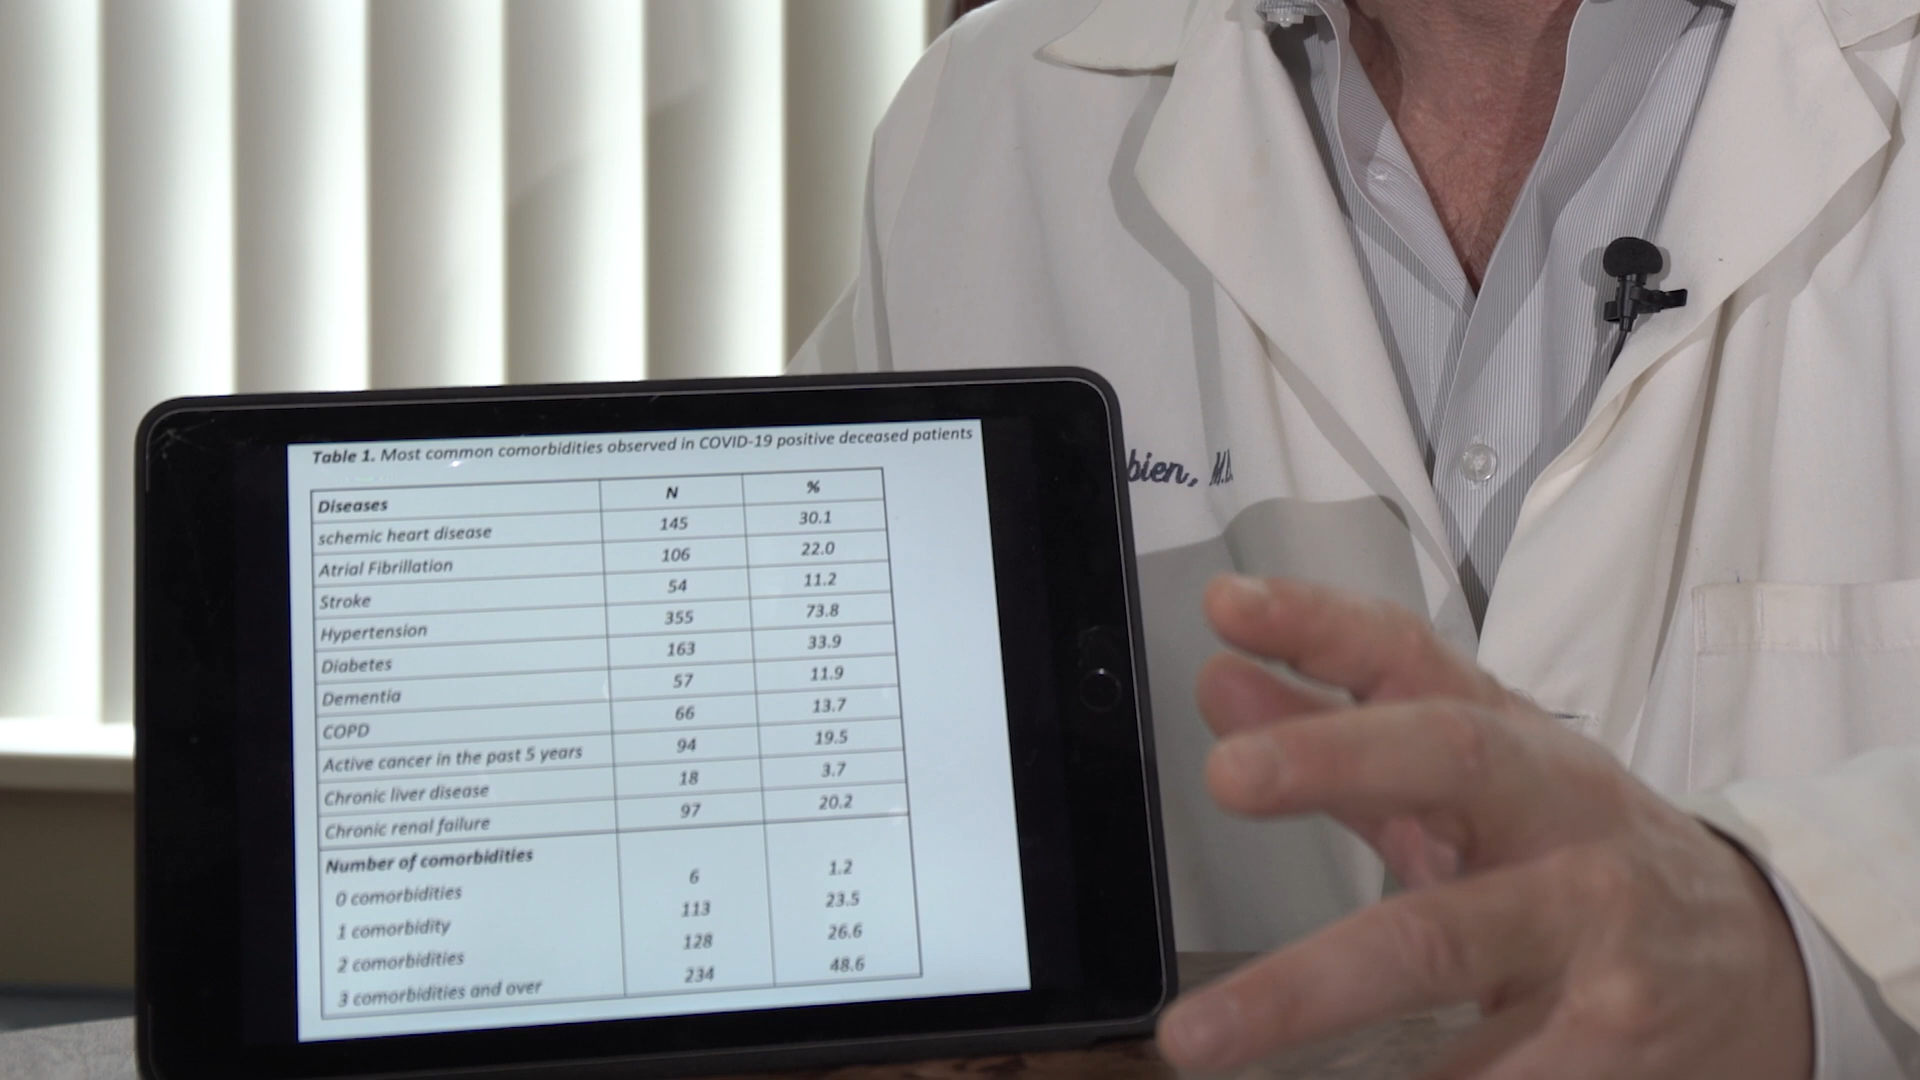 Table 1. Most common comorbidities observed in COVID-19 positive deceased patients
Diseases N %
schemic heart disease 145 30.1
Atrial Fibrillation 106 22.0
Stroke 54 11.2
Hypertension 355 73.8
Diabetes 163 33.9
Dementia 57 11.9
COPD 66 13.7
Active cancer in the past 5 years 94 19.5
Chronic liver disease 18 3.7
Chronic renal failure 97 20.2
Number of comorbidities
0 comorbidities 6 1.2
1 comorbidity 113 23.5
2 comorbidities 128 26.6
3 comorbidities and over 234 48.6
bien, M.D.